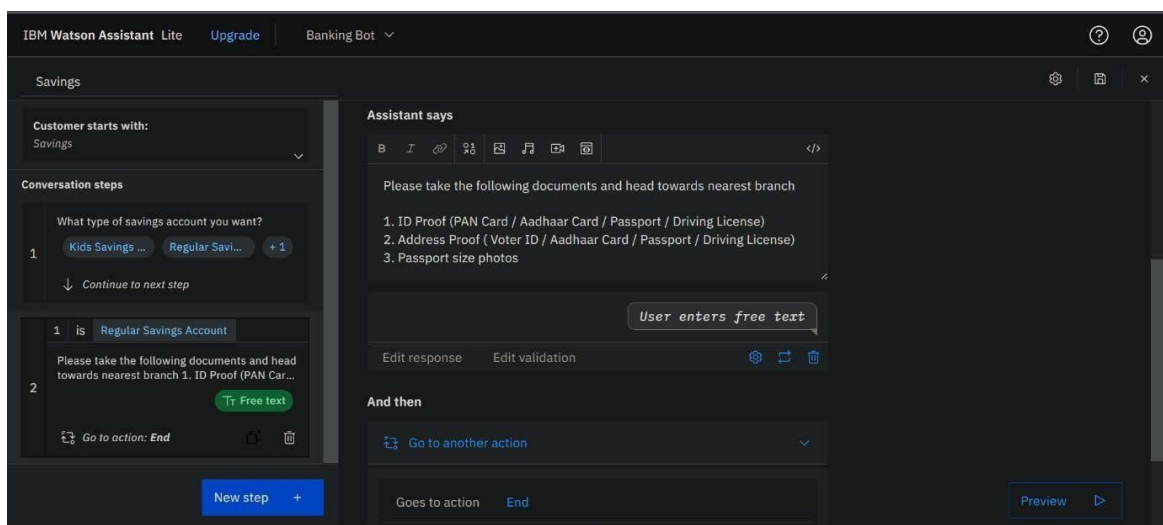 IBM Watson Assistant Lite Upgrade Banking Bot
Savings
Customer starts with:
Savings
Conversation steps
1
What type of savings account you want?
Kids Savings ... Regular Savi... + 1
Continue to next step
2
1 is Regular Savings Account
Please take the following documents and head
towards nearest branch 1. ID Proof (PAN Car...
Free text
Go to action: End
New step +
Assistant says
B I </>
Please take the following documents and head towards nearest branch
1. ID Proof (PAN Card / Aadhaar Card / Passport / Driving License)
2. Address Proof ( Voter ID / Aadhaar Card / Passport / Driving License)
3. Passport size photos
User enters free text
Edit response Edit validation
And then
Go to another action
Goes to action End
Preview